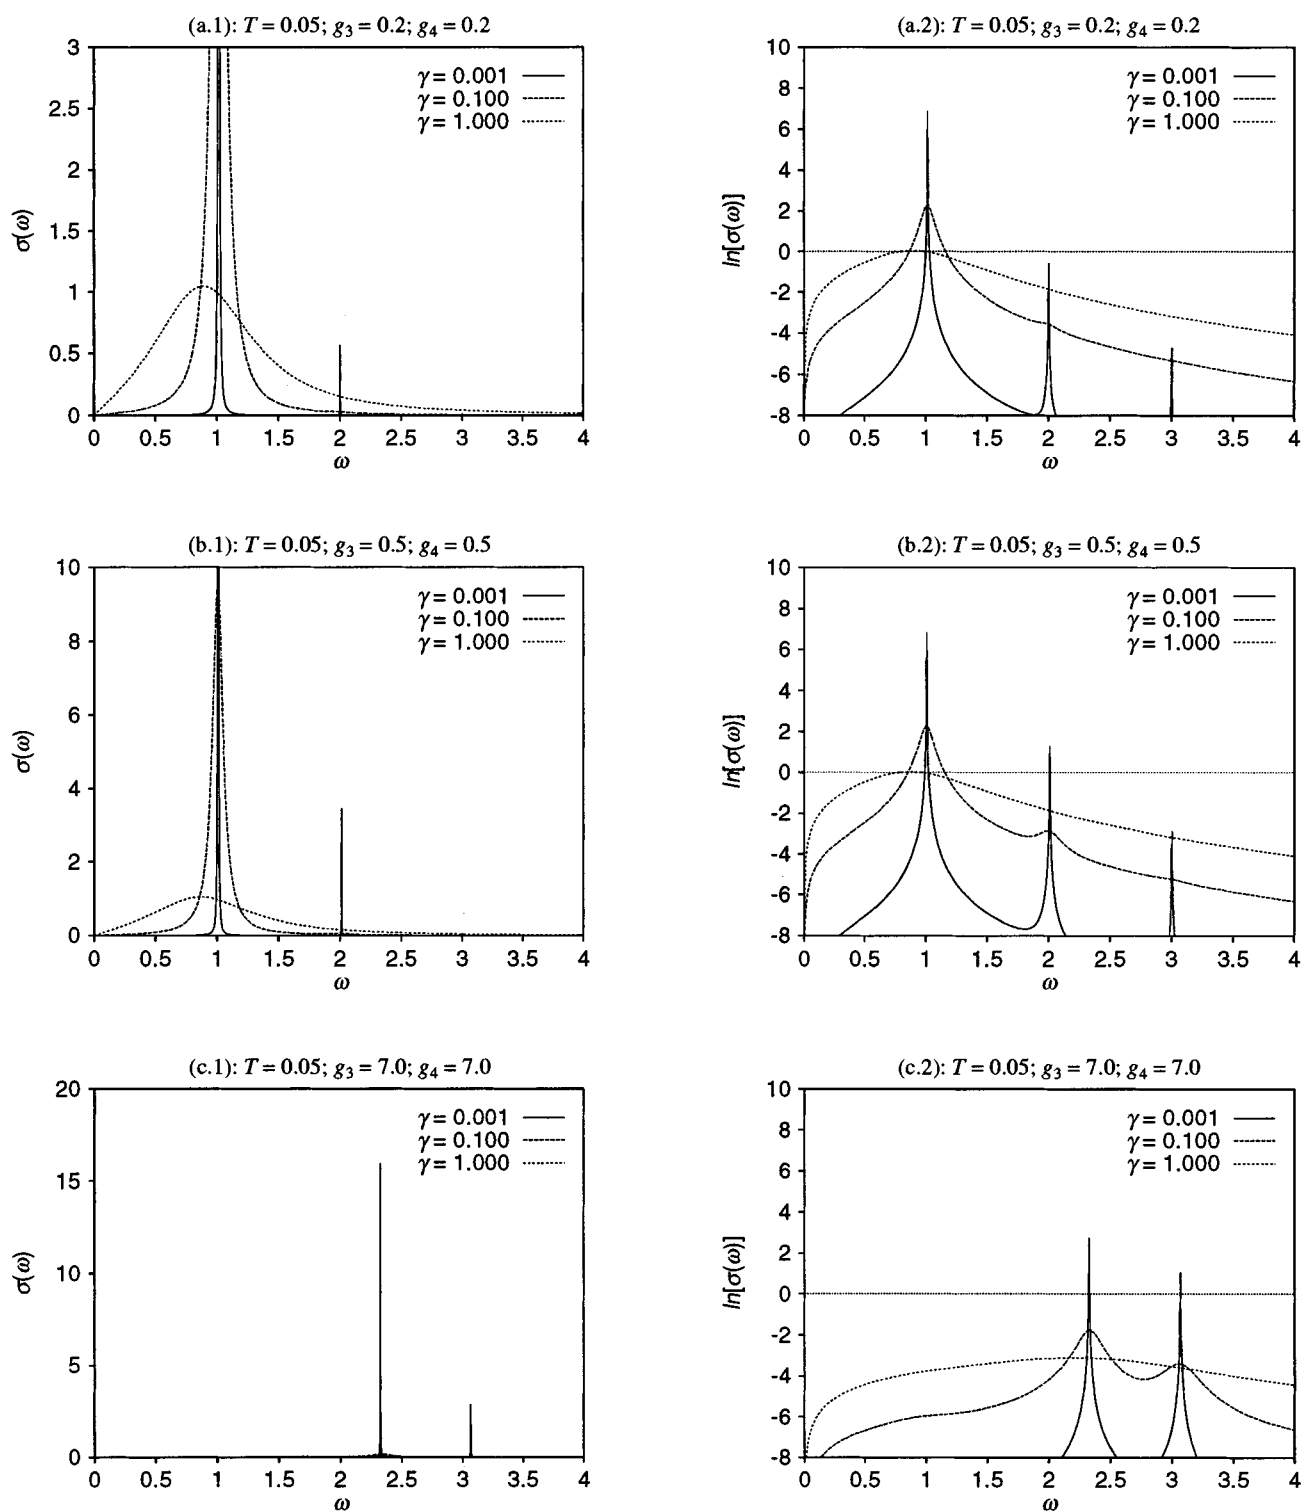 (a.1): T = 0.05; g3 = 0.2; g4 = 0.2
3
2.5
2
1.5
1
0.5
0
σ(ω)
γ = 0.001
γ = 0.100
γ = 1.000
0 0.5 1 1.5 2 2.5 3 3.5 4
ω
(a.2): T = 0.05; g3 = 0.2; g4 = 0.2
10
8
6
4
2
0
-2
-4
-6
-8
ln[σ(ω)]
γ = 0.001
γ = 0.100
γ = 1.000
0 0.5 1 1.5 2 2.5 3 3.5 4
ω
(b.1): T = 0.05; g3 = 0.5; g4 = 0.5
10
8
6
4
2
0
σ(ω)
γ = 0.001
γ = 0.100
γ = 1.000
0 0.5 1 1.5 2 2.5 3 3.5 4
ω
(b.2): T = 0.05; g3 = 0.5; g4 = 0.5
10
8
6
4
2
0
-2
-4
-6
-8
ln[σ(ω)]
γ = 0.001
γ = 0.100
γ = 1.000
0 0.5 1 1.5 2 2.5 3 3.5 4
ω
(c.1): T = 0.05; g3 = 7.0; g4 = 7.0
20
15
10
5
0
σ(ω)
γ = 0.001
γ = 0.100
γ = 1.000
0 0.5 1 1.5 2 2.5 3 3.5 4
ω
(c.2): T = 0.05; g3 = 7.0; g4 = 7.0
10
8
6
4
2
0
-2
-4
-6
-8
ln[σ(ω)]
γ = 0.001
γ = 0.100
γ = 1.000
0 0.5 1 1.5 2 2.5 3 3.5 4
ω